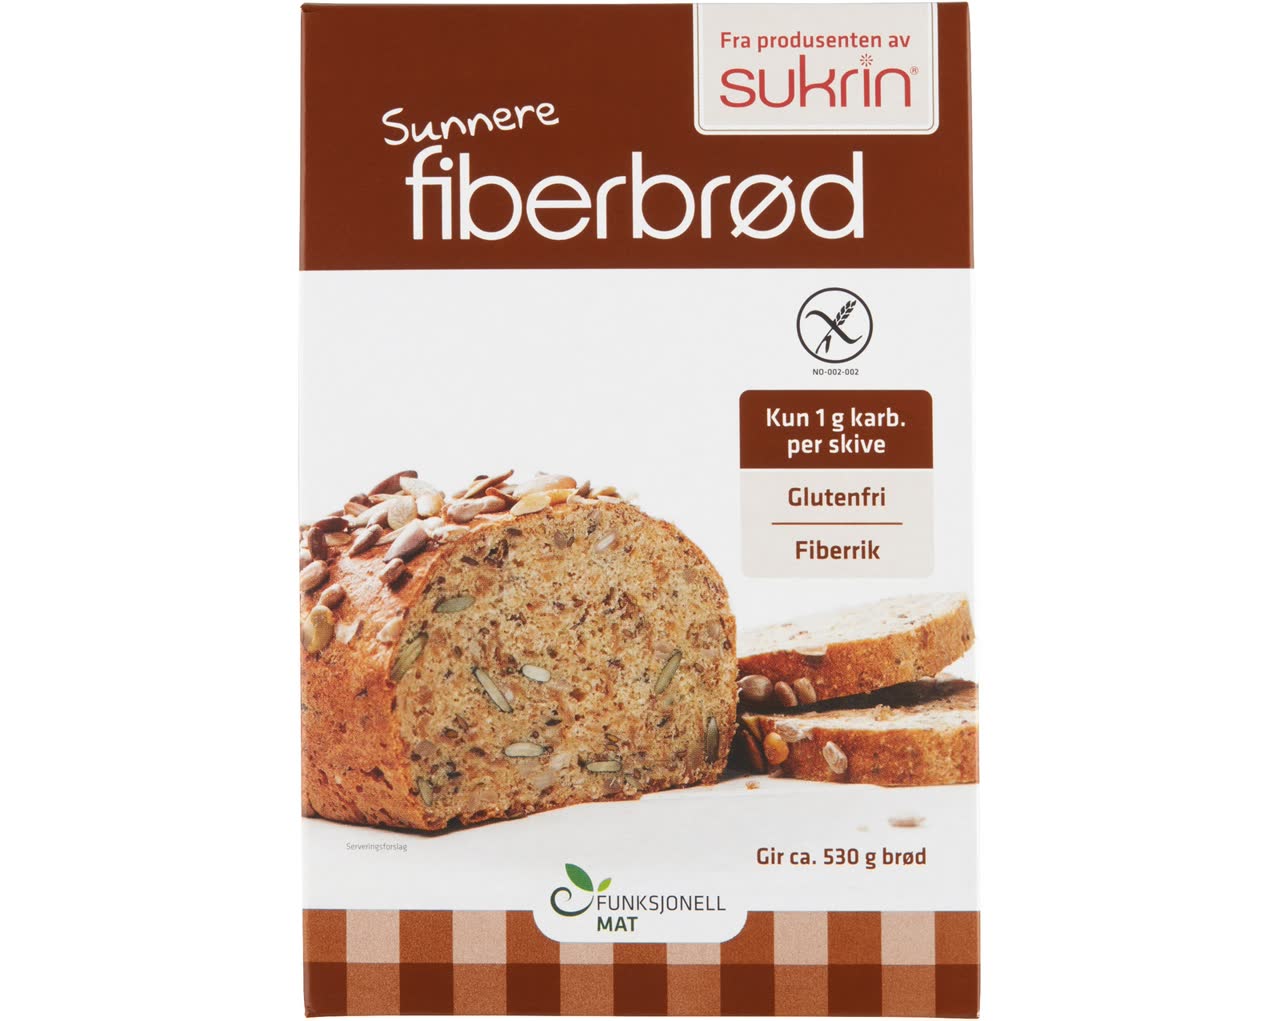 Fra produsenten av
sukrin®
Sunnere
fiberbrød
NO-002-002
Kun 1 g karb.
per skive
Glutenfri
Fiberrik
Serveringsforslag
Gir ca. 530 g brød
FUNKSJONELL
MAT